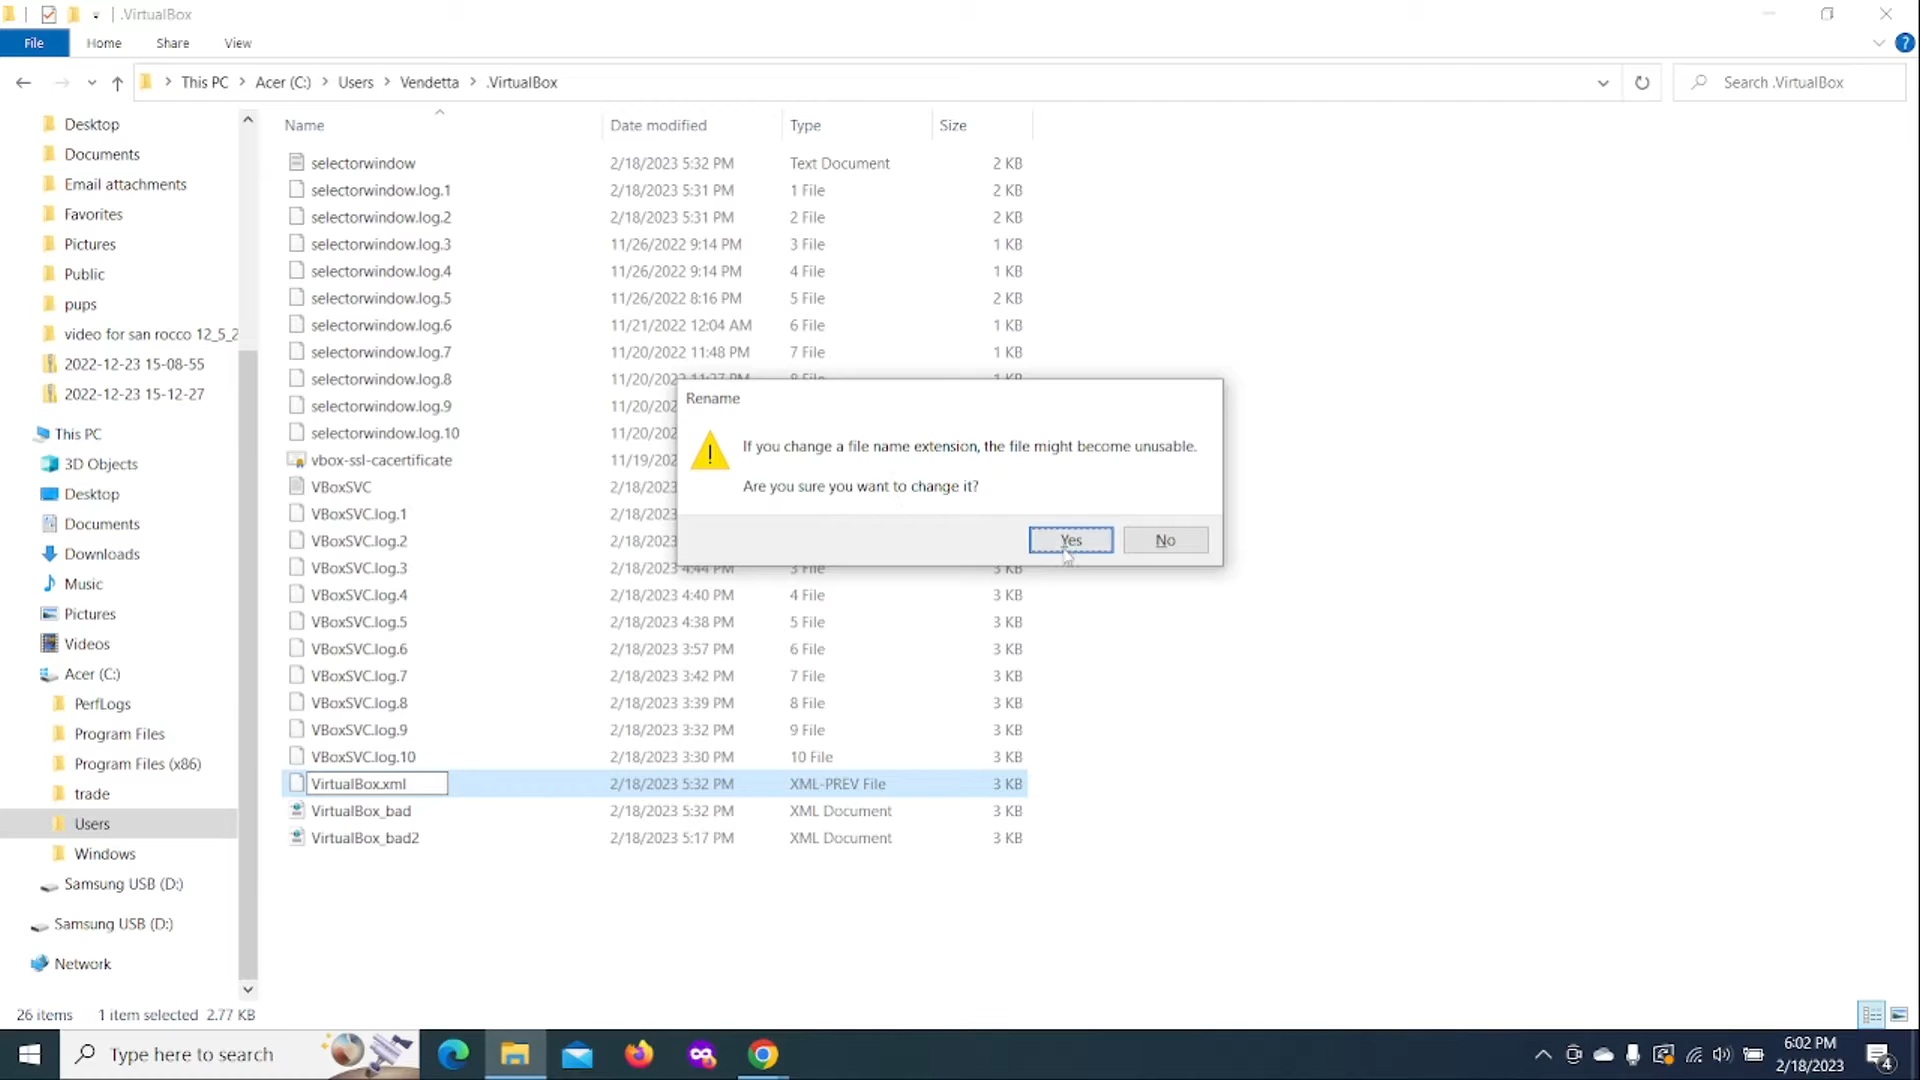 .VirtualBox
File Home Share View
This PC Acer (C:) Users Vendetta .VirtualBox
Search .VirtualBox
Name Date modified Type Size
selectorwindow 2/18/2023 5:32 PM Text Document 2 KB
selectorwindow.log.1 2/18/2023 5:31 PM 1 File 2 KB
selectorwindow.log.2 2/18/2023 5:31 PM 2 File 2 KB
selectorwindow.log.3 11/26/2022 9:14 PM 3 File 1 KB
selectorwindow.log.4 11/26/2022 9:14 PM 4 File 1 KB
selectorwindow.log.5 11/26/2022 8:16 PM 5 File 2 KB
selectorwindow.log.6 11/21/2022 12:04 AM 6 File 1 KB
selectorwindow.log.7 11/20/2022 11:48 PM 7 File 1 KB
selectorwindow.log.8 11/20/202
selectorwindow.log.9 11/20/202
selectorwindow.log.10 11/20/202
vbox-ssl-cacertificate 11/19/202
VBoxSVC 2/18/2023
VBoxSVC.log.1 2/18/2023
VBoxSVC.log.2 2/18/2023
VBoxSVC.log.3 2/18/2023 4:44 PM 3 File 3 KB
VBoxSVC.log.4 2/18/2023 4:40 PM 4 File 3 KB
VBoxSVC.log.5 2/18/2023 4:38 PM 5 File 3 KB
VBoxSVC.log.6 2/18/2023 3:57 PM 6 File 3 KB
VBoxSVC.log.7 2/18/2023 3:42 PM 7 File 3 KB
VBoxSVC.log.8 2/18/2023 3:39 PM 8 File 3 KB
VBoxSVC.log.9 2/18/2023 3:32 PM 9 File 3 KB
VBoxSVC.log.10 2/18/2023 3:30 PM 10 File 3 KB
VirtualBox.xml 2/18/2023 5:32 PM XML-PREV File 3 KB
VirtualBox_bad 2/18/2023 5:32 PM XML Document 3 KB
VirtualBox_bad2 2/18/2023 5:17 PM XML Document 3 KB
Rename
If you change a file name extension, the file might become unusable.
Are you sure you want to change it?
Yes No
Desktop
Documents
Email attachments
Favorites
Pictures
Public
pups
video for san rocco 12_5_2
2022-12-23 15-08-55
2022-12-23 15-12-27
This PC
3D Objects
Desktop
Documents
Downloads
Music
Pictures
Videos
Acer (C:)
PerfLogs
Program Files
Program Files (x86)
trade
Users
Windows
Samsung USB (D:)
Samsung USB (D:)
Network
26 items 1 item selected 2.77 KB
Type here to search
6:02 PM
2/18/2023
4